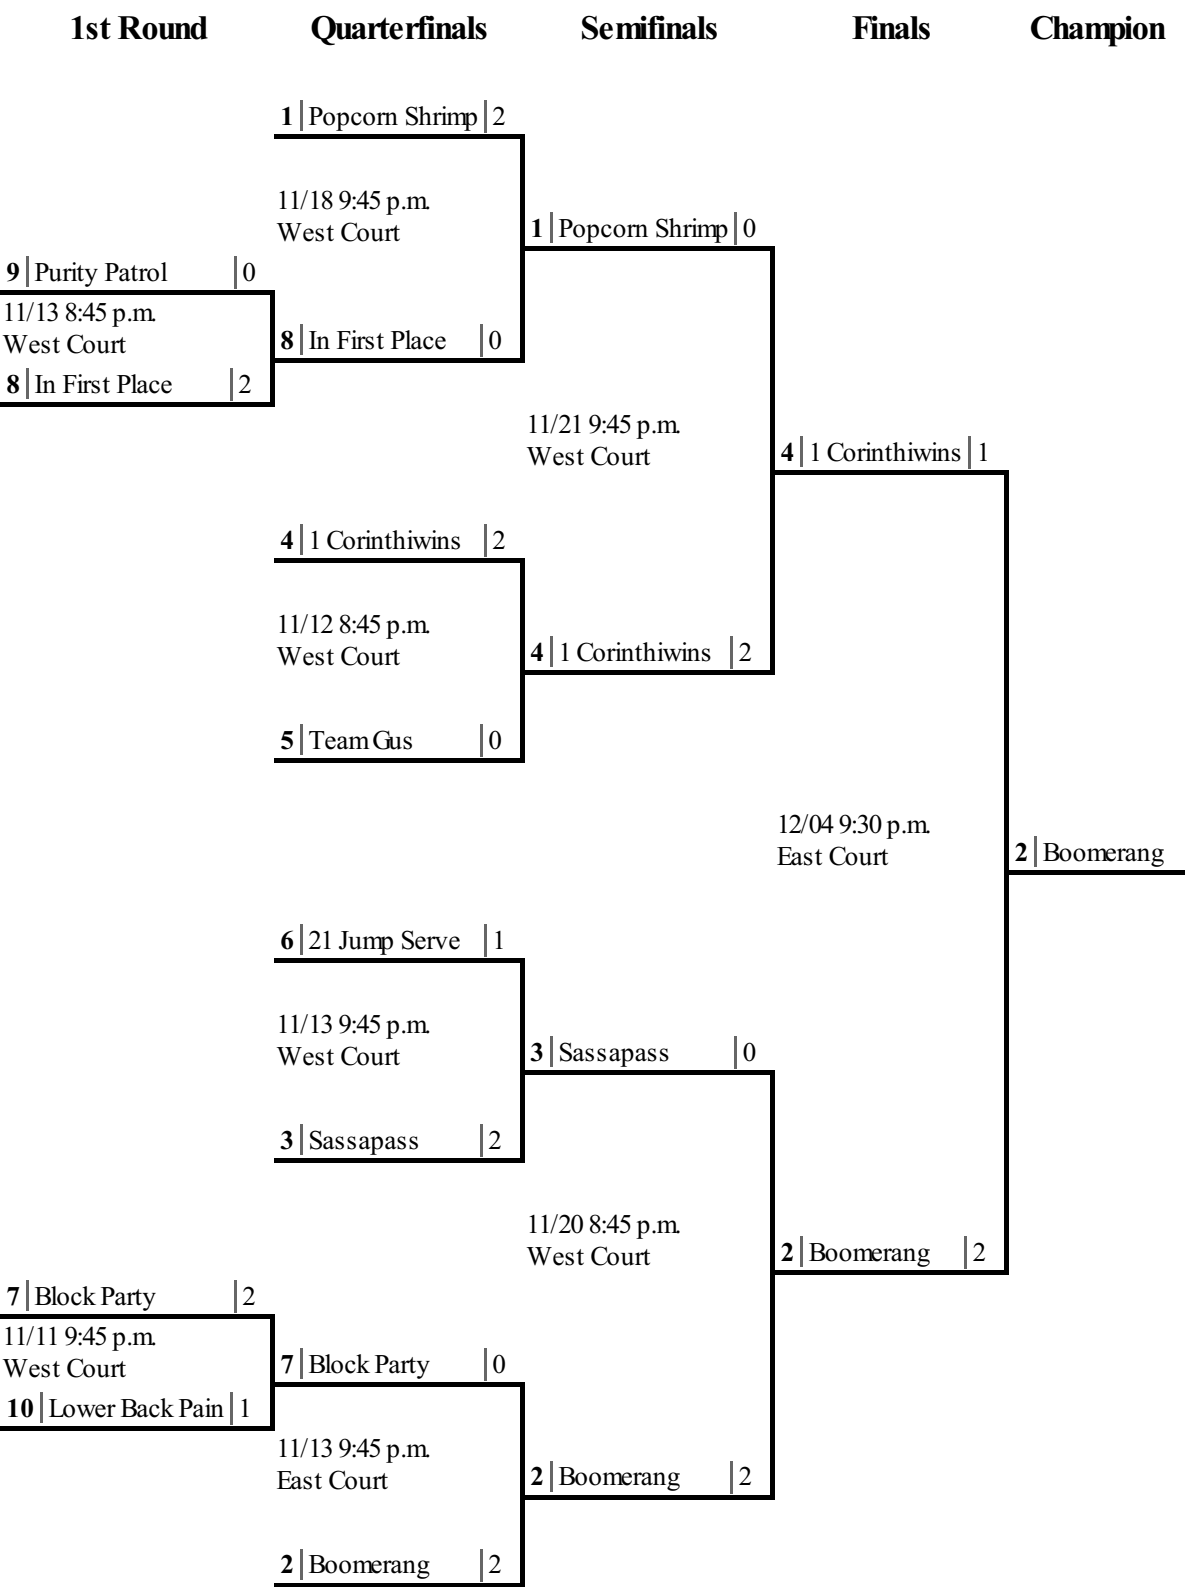 1st Round Quarterfinals Semifinals Finals Champion
1 Popcorn Shrimp 2
11/18 9:45 p.m.
West Court
1 Popcorn Shrimp 0
9 Purity Patrol 0
11/13 8:45 p.m.
West Court
8 In First Place 0
8 In First Place 2
11/21 9:45 p.m.
West Court
4 1 Corinthiwins 1
4 1 Corinthiwins 2
11/12 8:45 p.m.
West Court
4 1 Corinthiwins 2
5 Team Gus 0
12/04 9:30 p.m.
East Court
2 Boomerang
6 21 Jump Serve 1
11/13 9:45 p.m.
West Court
3 Sassapass 0
3 Sassapass 2
11/20 8:45 p.m.
West Court
2 Boomerang 2
7 Block Party 2
11/11 9:45 p.m.
West Court
7 Block Party 0
10 Lower Back Pain 1
11/13 9:45 p.m.
East Court
2 Boomerang 2
2 Boomerang 2